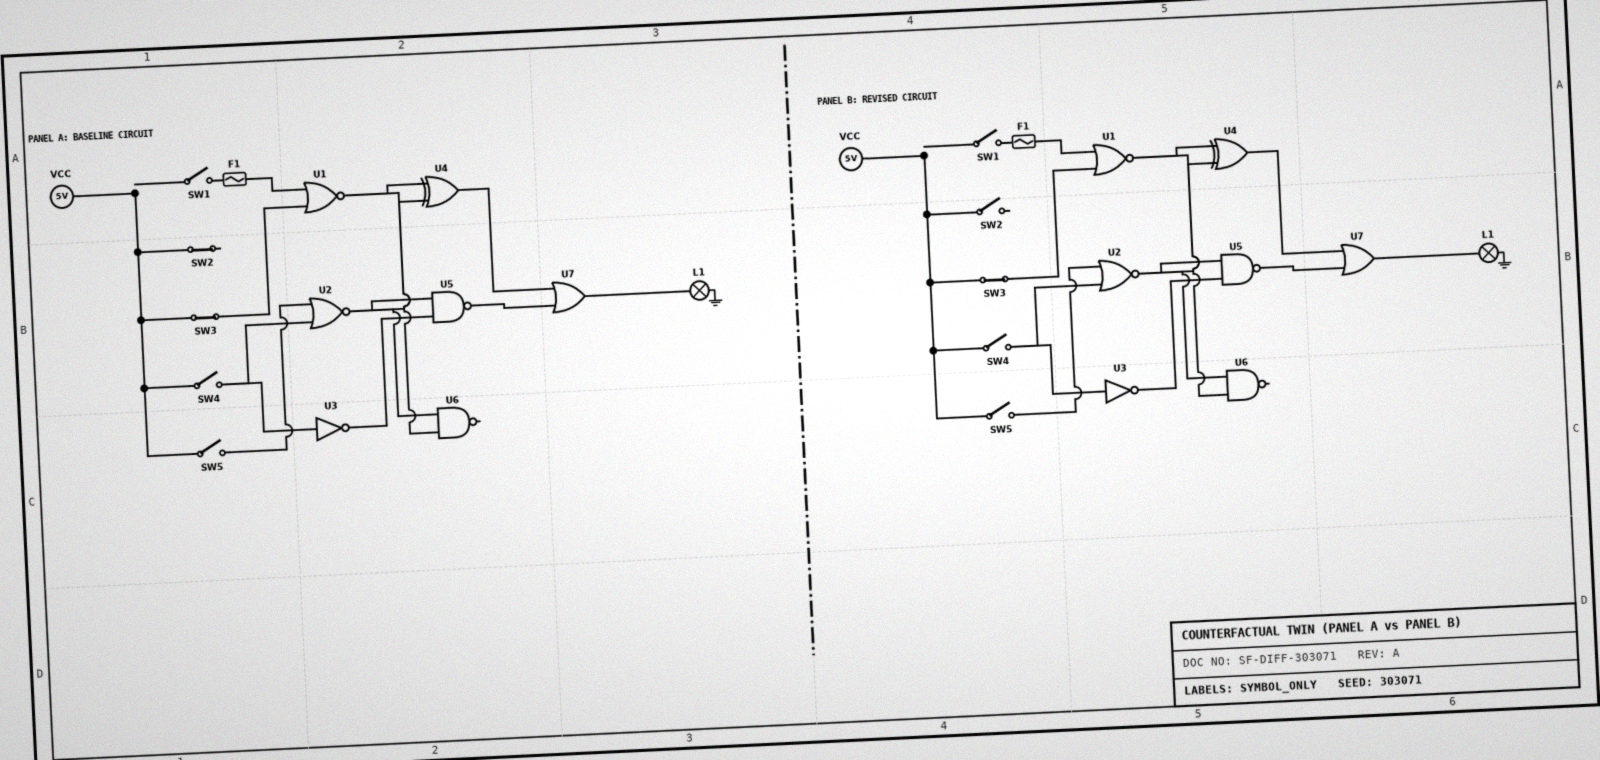 1
2
3
4
5
A
A
PANEL A: BASELINE CIRCUIT
PANEL B: REVISED CIRCUIT
VCC
5V
SW1
F1
U1
U4
SW2
U2
U5
U7
L1
SW3
SW4
U3
U6
SW5
VCC
5V
SW1
F1
U1
U4
SW2
U2
U5
U7
L1
SW3
SW4
U3
U6
SW5
B
B
C
C
D
D
COUNTERFACTUAL TWIN (PANEL A vs PANEL B)
DOC NO: SF-DIFF-303071 REV: A
LABELS: SYMBOL_ONLY SEED: 303071
2
3
4
5
6